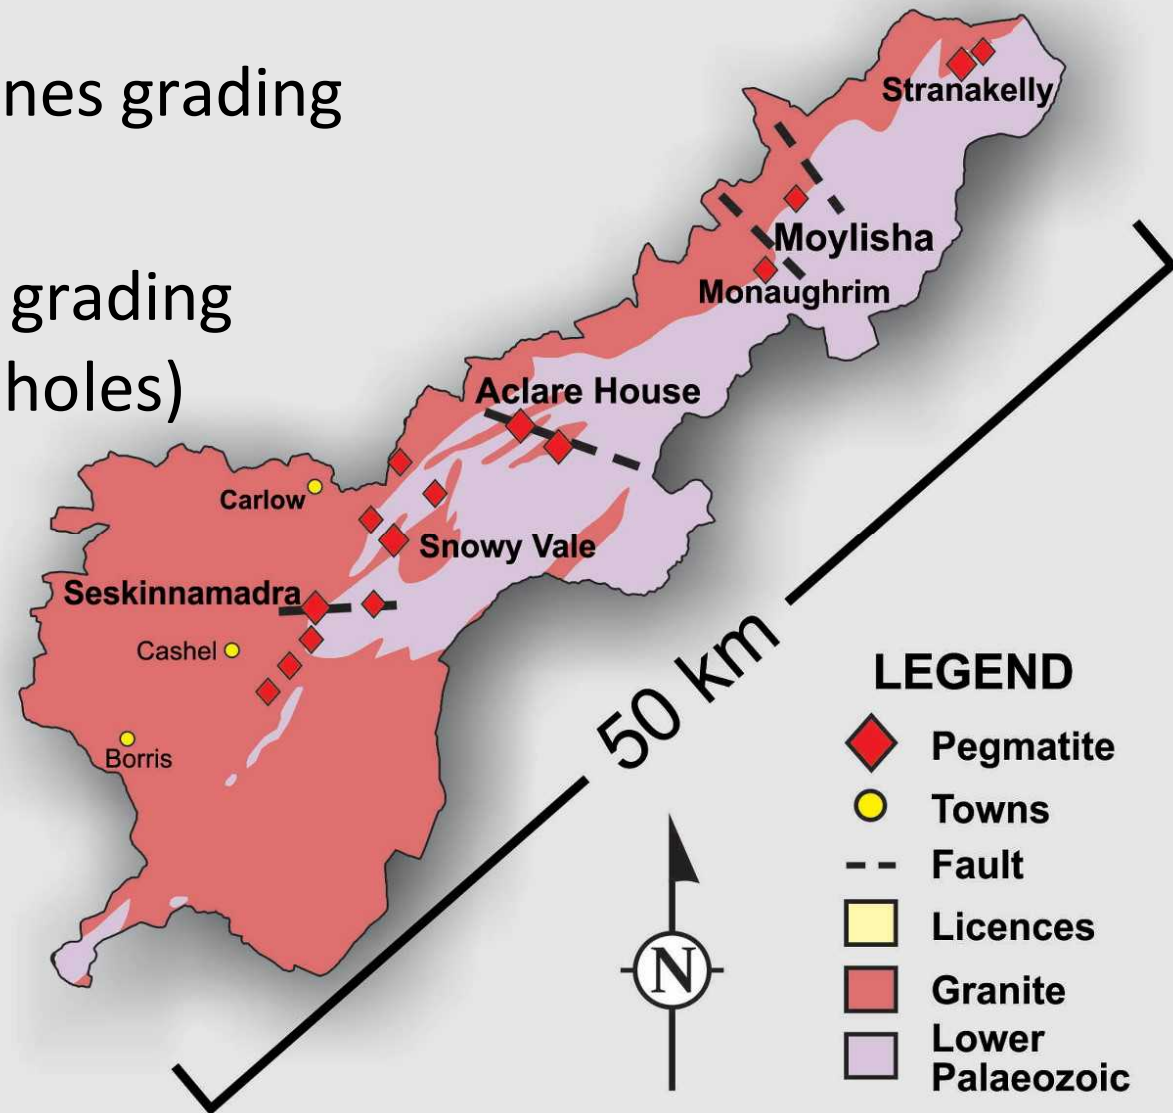 nes grading
grading
holes)
Stranakelly
Moylisha
Monaughrim
Aclare House
Carlow
Snowy Vale
Seskinnamadra
Cashel
Borris
50 km
N
LEGEND
Pegmatite
Towns
Fault
Licences
Granite
Lower
Palaeozoic